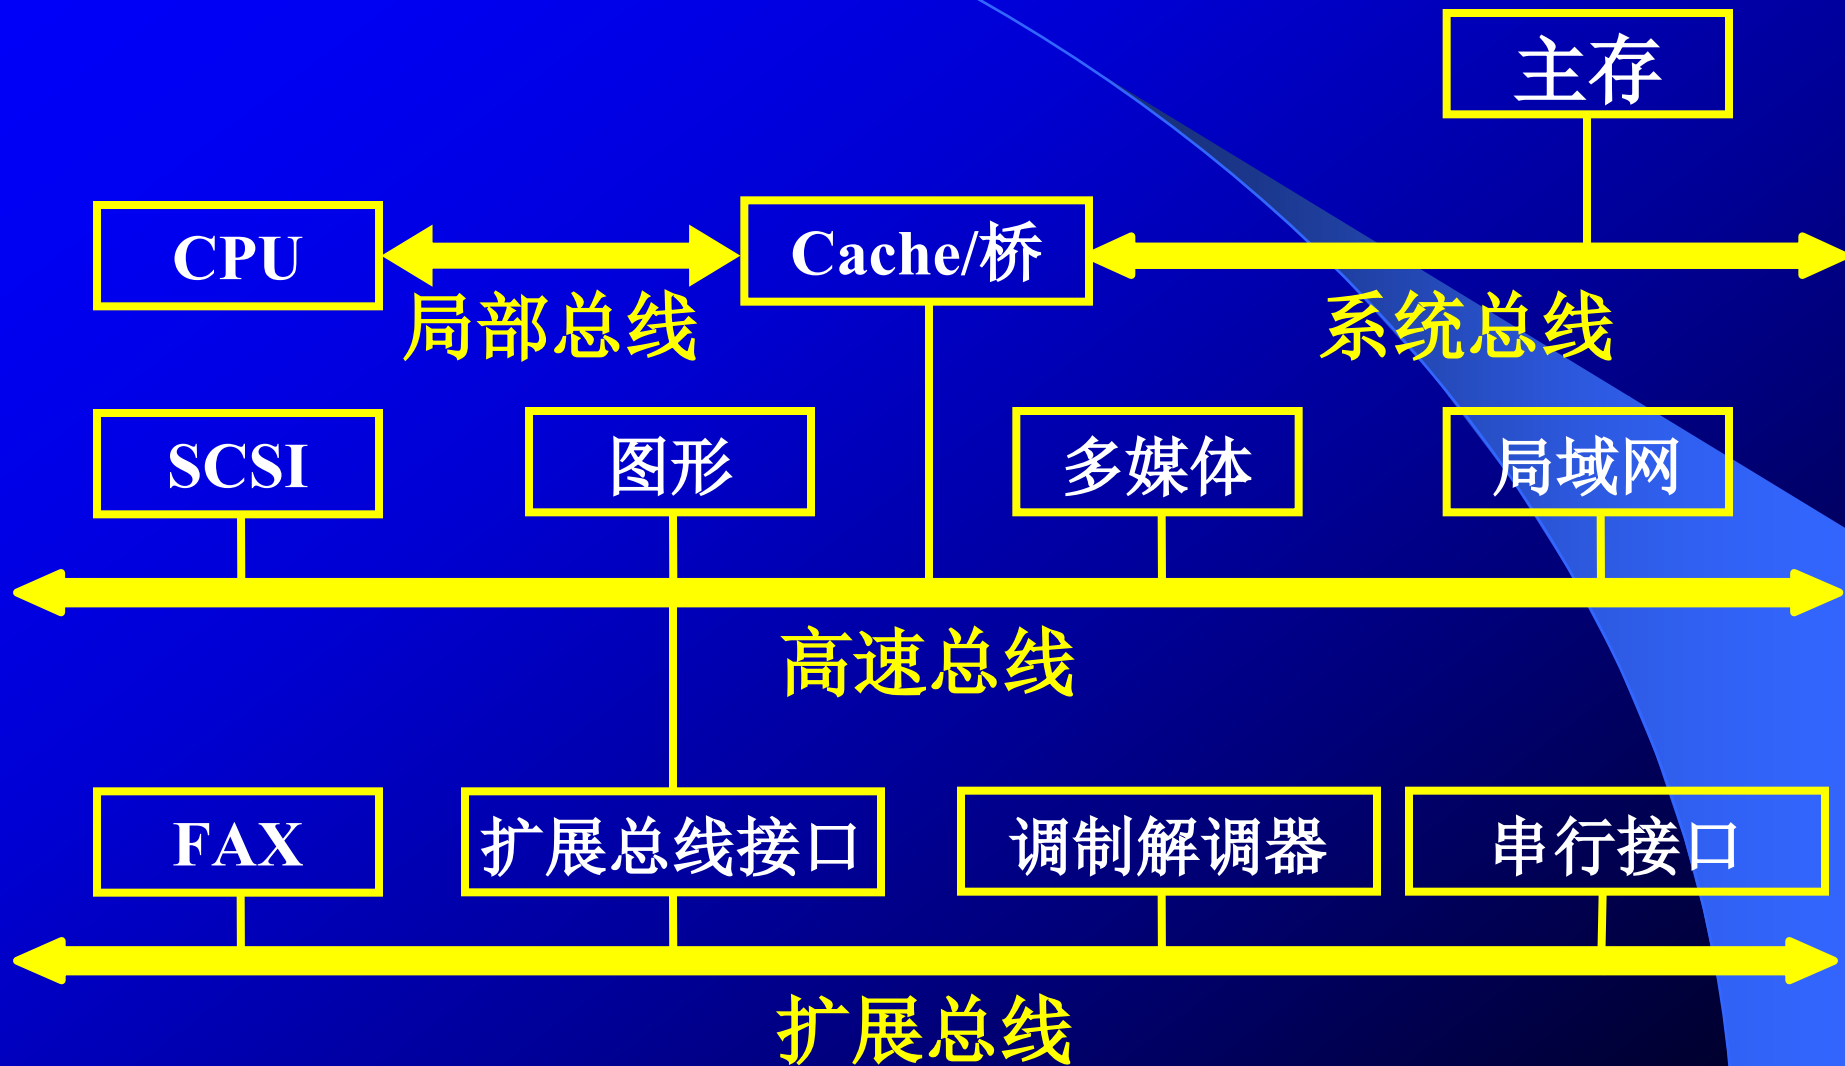 主存
CPU
Cache/桥
局部总线
系统总线
SCSI
图形
多媒体
局域网
高速总线
FAX
扩展总线接口
调制解调器
串行接口
扩展总线